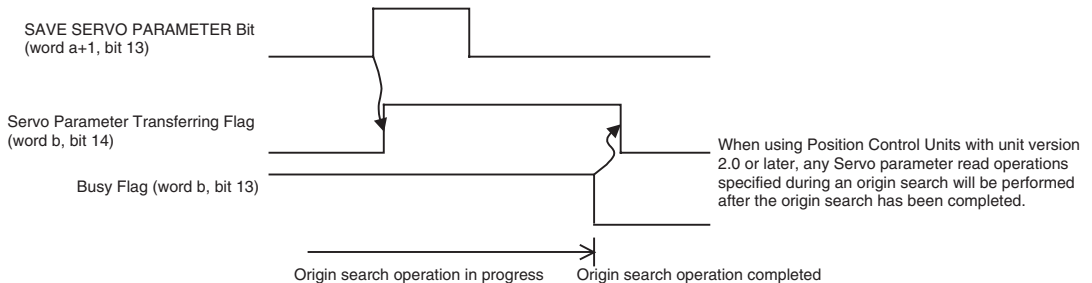 SAVE SERVO PARAMETER Bit
(word a+1, bit 13)
Servo Parameter Transferring Flag
(word b, bit 14)
When using Position Control Units with unit version
2.0 or later, any Servo parameter read operations
specified during an origin search will be performed
after the origin search has been completed.
Busy Flag (word b, bit 13)
Origin search operation in progress
Origin search operation completed